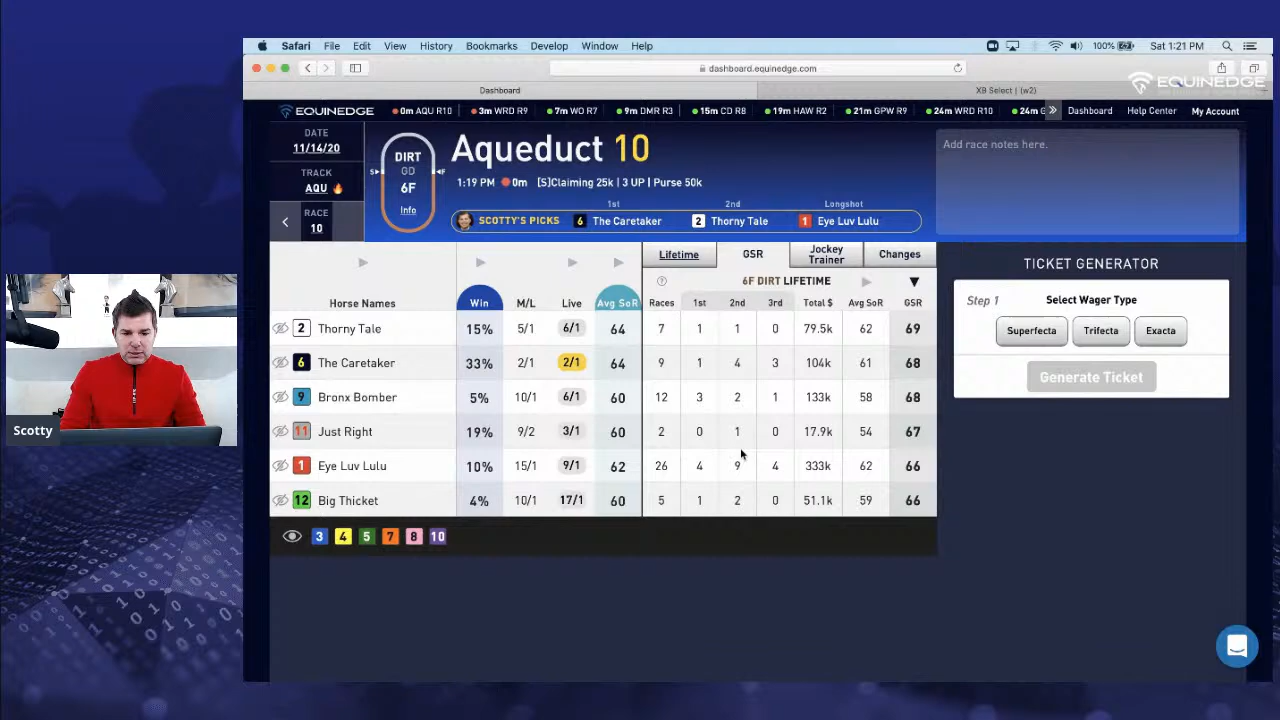 Safari File Edit View History Bookmarks Develop Window Help 100% Sat 1:21 PM
dashboard.equinedge.com
EQUINEDGE
Dashboard XB Select | (w2)
EQUINEDGE 0m AQU R10 3m WRD R9 7m WO R7 9m DMR R3 15m CD R8 19m HAW R2 21m GPW R9 24m WRD R10 24m G Dashboard Help Center My Account
DATE
11/14/20
TRACK
AQU
RACE
10
DIRT
GD
6F
Info
S F
Aqueduct 10
1:19 PM 0m [S]Claiming 25k | 3 UP | Purse 50k
1st 2nd Longshot
SCOTTY'S PICKS 6 The Caretaker 2 Thorny Tale 1 Eye Luv Lulu
Add race notes here.
Lifetime GSR Jockey Trainer Changes
6F DIRT LIFETIME
Horse Names Win M/L Live Avg SoR Races 1st 2nd 3rd Total $ Avg SoR GSR
2 Thorny Tale 15% 5/1 6/1 64 7 1 1 0 79.5k 62 69
6 The Caretaker 33% 2/1 2/1 64 9 1 4 3 104k 61 68
9 Bronx Bomber 5% 10/1 6/1 60 12 3 2 1 133k 58 68
11 Just Right 19% 9/2 3/1 60 2 0 1 0 17.9k 54 67
1 Eye Luv Lulu 10% 15/1 9/1 62 26 4 9 4 333k 62 66
12 Big Thicket 4% 10/1 17/1 60 5 1 2 0 51.1k 59 66
3 4 5 7 8 10
TICKET GENERATOR
Step 1 Select Wager Type
Superfecta Trifecta Exacta
Generate Ticket
Scotty